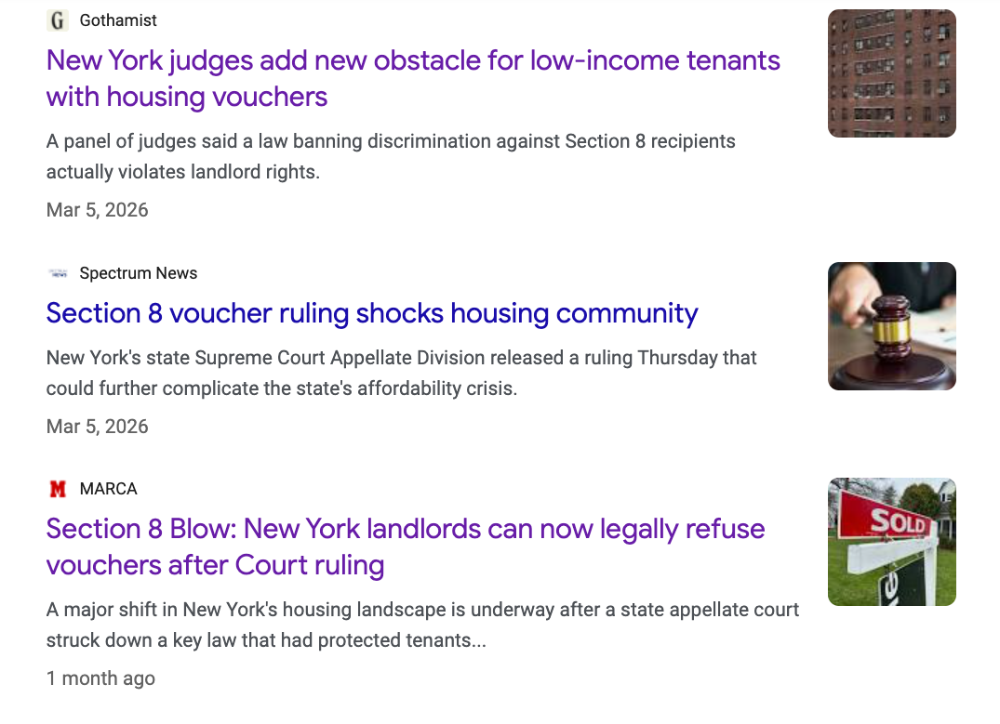 G Gothamist
New York judges add new obstacle for low-income tenants
with housing vouchers
A panel of judges said a law banning discrimination against Section 8 recipients
actually violates landlord rights.
Mar 5, 2026
Spectrum News
Section 8 voucher ruling shocks housing community
New York's state Supreme Court Appellate Division released a ruling Thursday that
could further complicate the state's affordability crisis.
Mar 5, 2026
M MARCA
Section 8 Blow: New York landlords can now legally refuse
vouchers after Court ruling
SOLD
A major shift in New York's housing landscape is underway after a state appellate court
struck down a key law that had protected tenants...
1 month ago